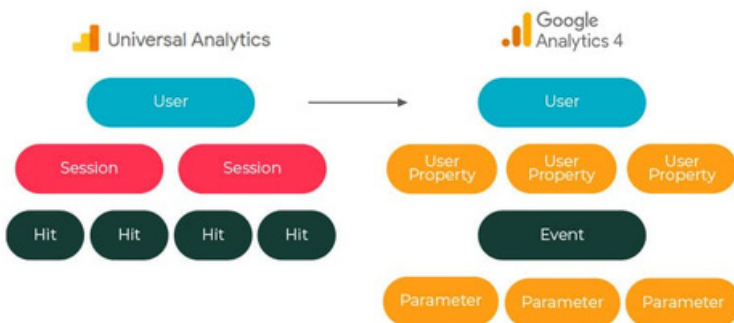 Universal Analytics
Google
Analytics 4
User
User
Session
Session
User
Property
User
Property
User
Property
Hit
Hit
Hit
Hit
Event
Parameter
Parameter
Parameter